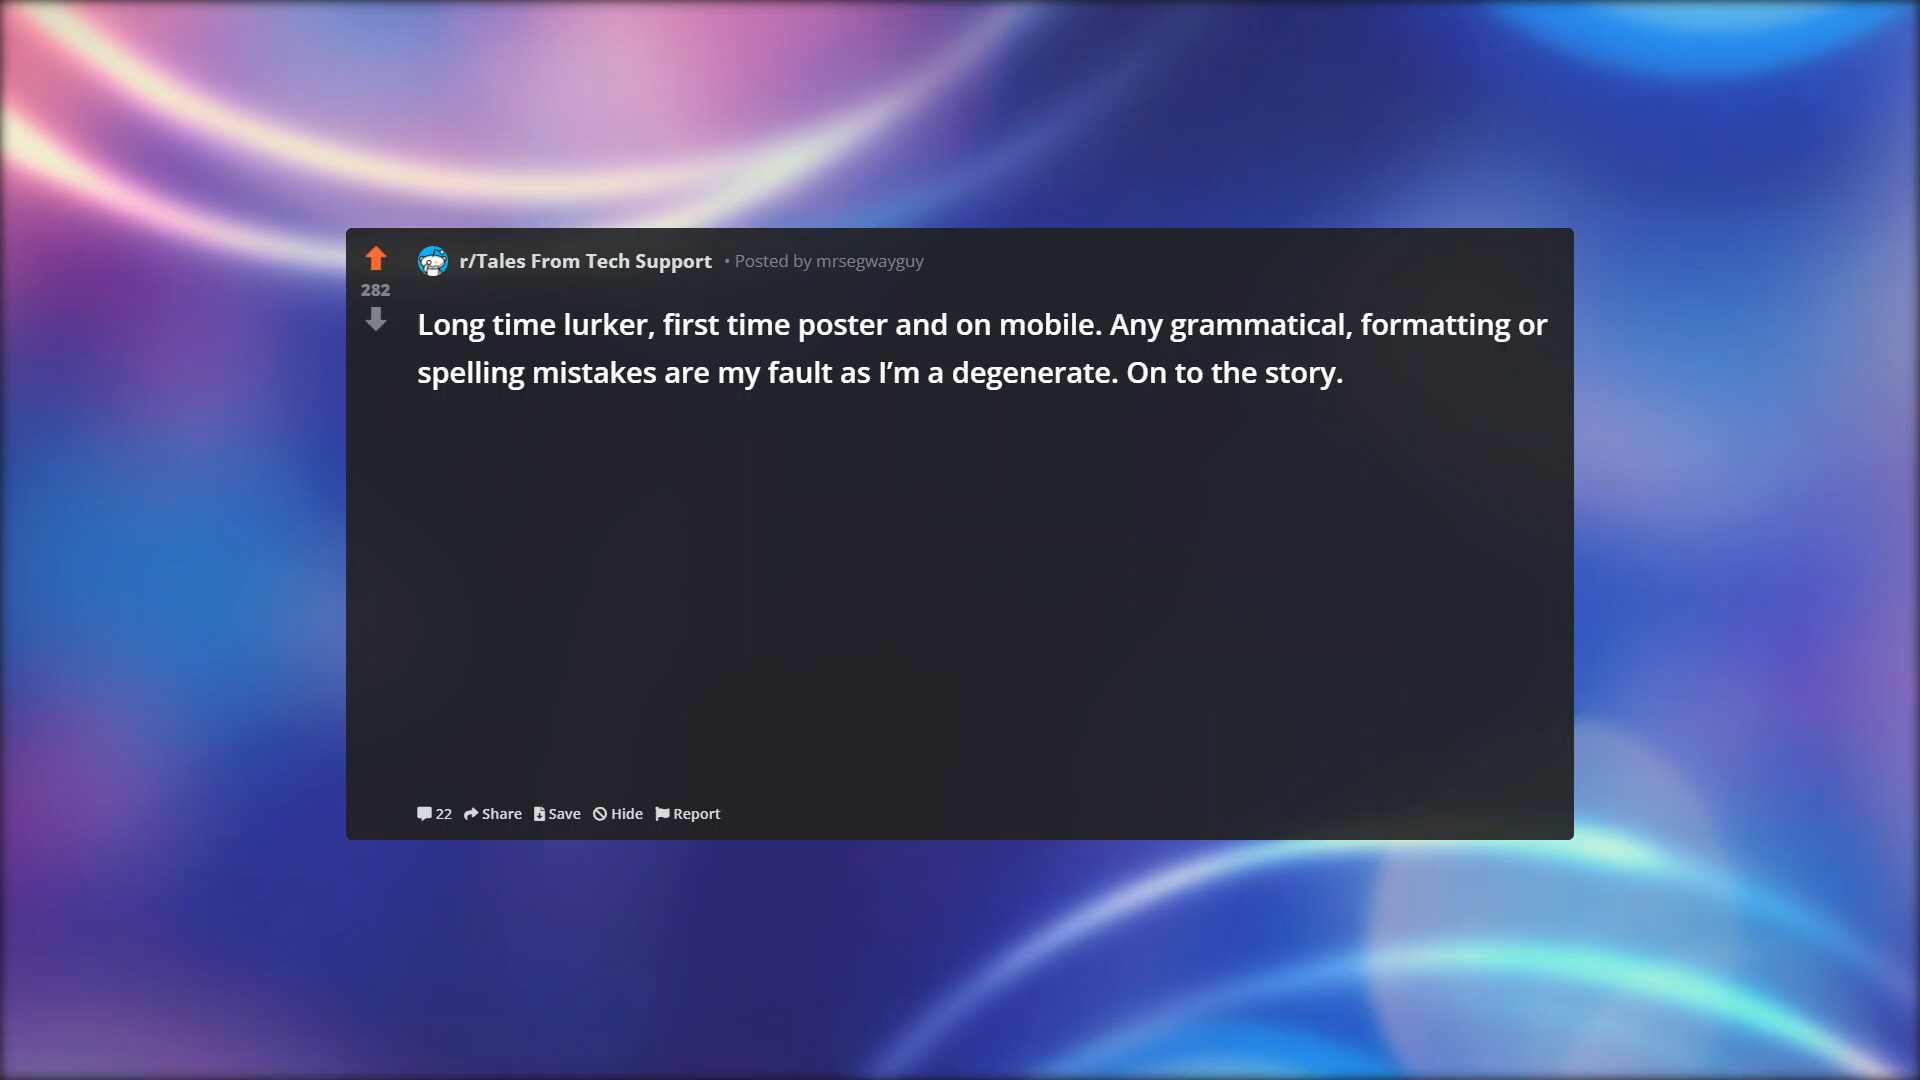 r/Tales From Tech Support • Posted by mrsegwayguy
282
Long time lurker, first time poster and on mobile. Any grammatical, formatting or
spelling mistakes are my fault as I’m a degenerate. On to the story.
22 Share Save Hide Report